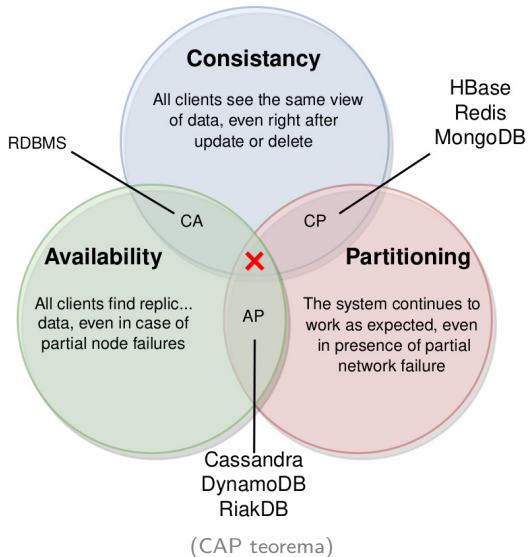 Consistancy
All clients see the same view
of data, even right after
update or delete
HBase
Redis
MongoDB
RDBMS
CA
CP
Availability
Partitioning
All clients find replic...
data, even in case of
partial node failures
AP
The system continues to
work as expected, even
in presence of partial
network failure
Cassandra
DynamoDB
RiakDB
(CAP teorema)